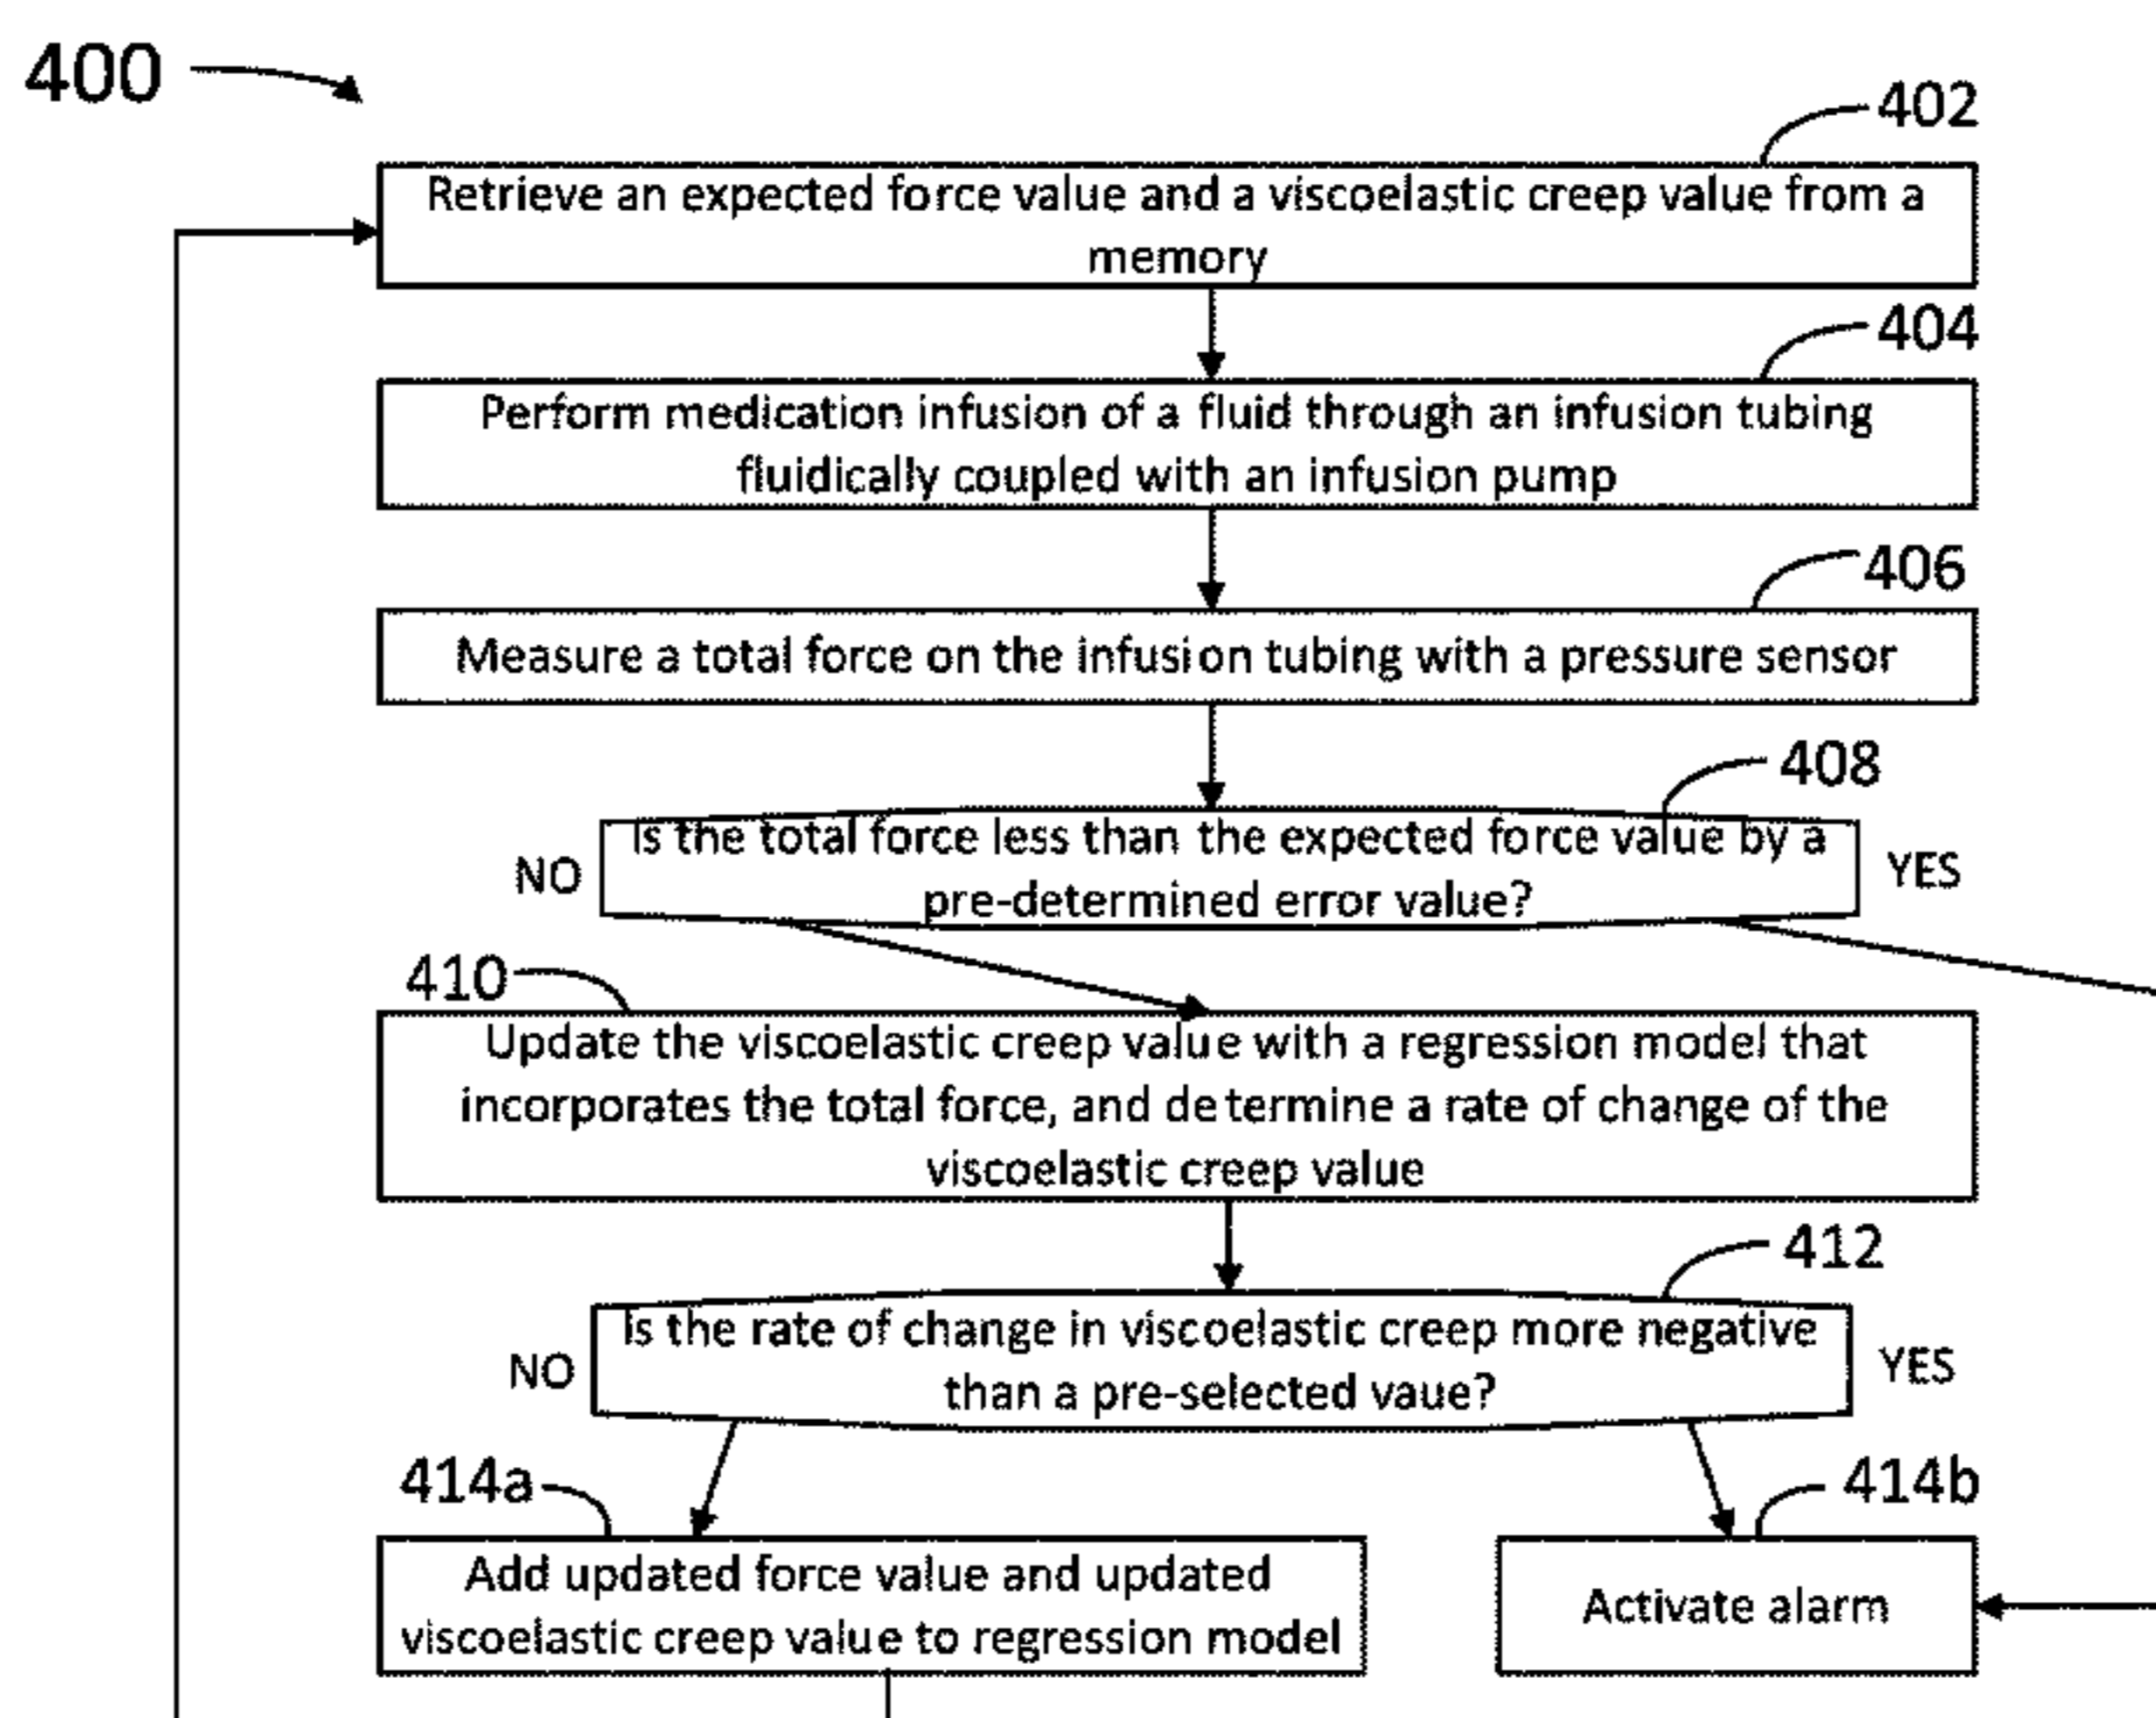 400
402
Retrieve an expected force value and a viscoelastic creep value from a
memory
404
Perform medication infusion of a fluid through an infusion tubing
fluidically coupled with an infusion pump
406
Measure a total force on the infusion tubing with a pressure sensor
408
NO
Is the total force less than the expected force value by a
pre-determined error value?
YES
410
Update the viscoelastic creep value with a regression model that
incorporates the total force, and determine a rate of change of the
viscoelastic creep value
412
NO
Is the rate of change in viscoelastic creep more negative
than a pre-selected vaue?
YES
414a
Add updated force value and updated
viscoelastic creep value to regression model
414b
Activate alarm